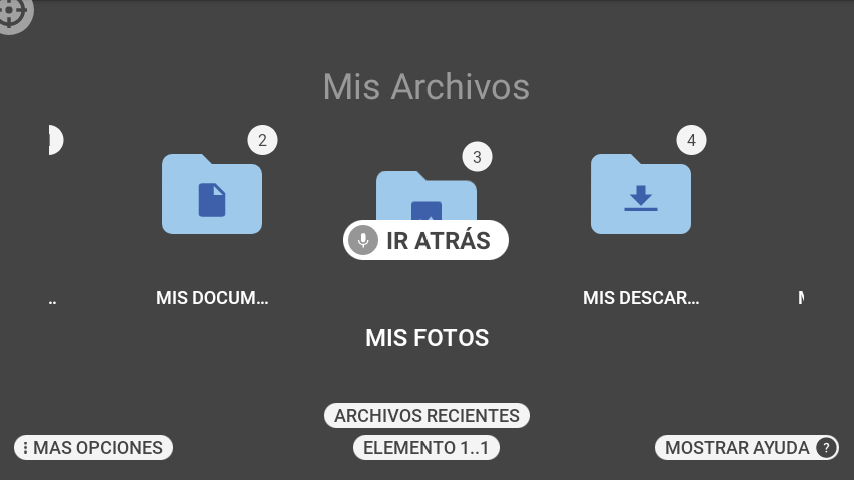 Mis Archivos
2
3
4
IR ATRÁS
..
MIS DOCUM...
MIS DESCAR...
MIS FOTOS
ARCHIVOS RECIENTES
MAS OPCIONES
ELEMENTO 1..1
MOSTRAR AYUDA ?